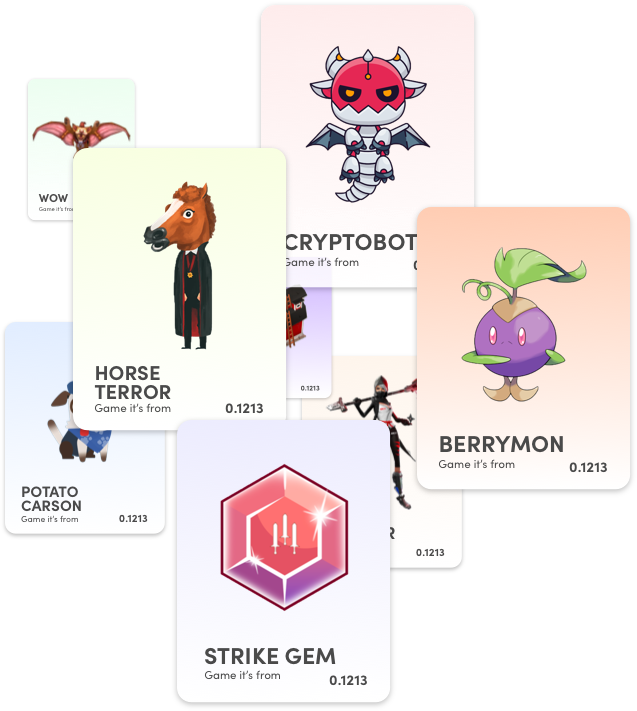 WOW
Game it's from
CRYPTOBOT
Game it's from
HORSE
TERROR
Game it's from
0.1213
0.1213
BERRYMON
Game it's from
0.1213
POTATO
CARSON
Game it's from
0.1213
R
0.1213
STRIKE GEM
Game it's from
0.1213